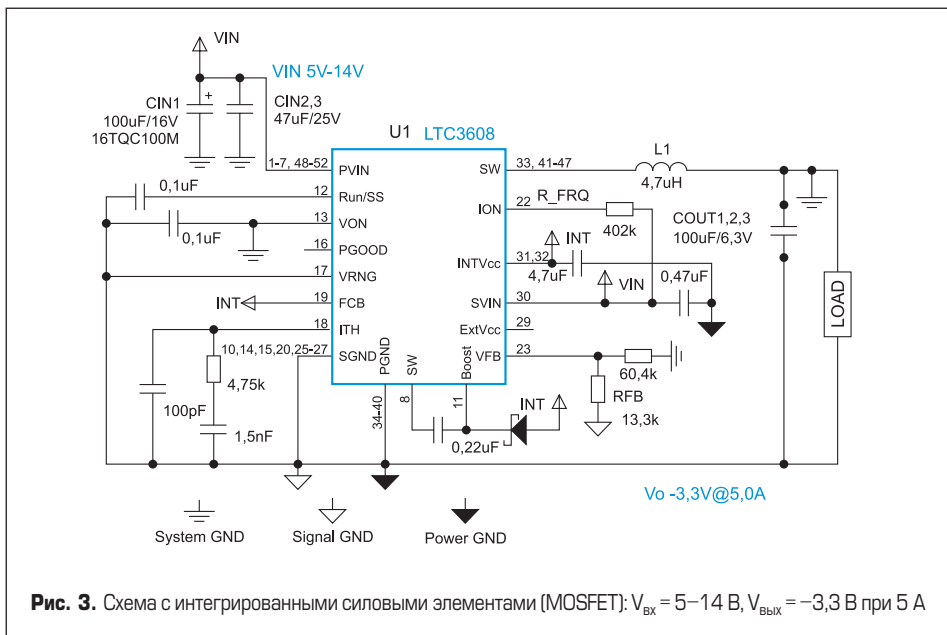 VIN
VIN 5V-14V
CIN1
100uF/16V
16TQC100M
+
CIN2,3
47uF/25V
U1 LTC3608
1-7, 48-52
PVIN
SW
33, 41-47
L1
4,7uH
0,1uF
12
Run/SS
ION
22
R_FRQ
402k
13
VON
0,1uF
COUT1,2,3
100uF/6,3V
16
PGOOD
INTVcc
31,32
INT
4,7uF
17
VRNG
0,47uF
VIN
INT
19
FCB
SVIN
30
LOAD
18
ITH
ExtVcc
29
10,14,15,20,25-27
SGND
PGND
SW
Boost
VFB
23
4,75k
60,4k
100pF
34-40
8
11
INT
RFB
13,3k
1,5nF
0,22uF
Vo -3,3V@5,0A
System GND
Signal GND
Power GND
Рис. 3. Схема с интегрированными силовыми элементами (MOSFET): Vвх = 5–14 В, Vвых = –3,3 В при 5 А